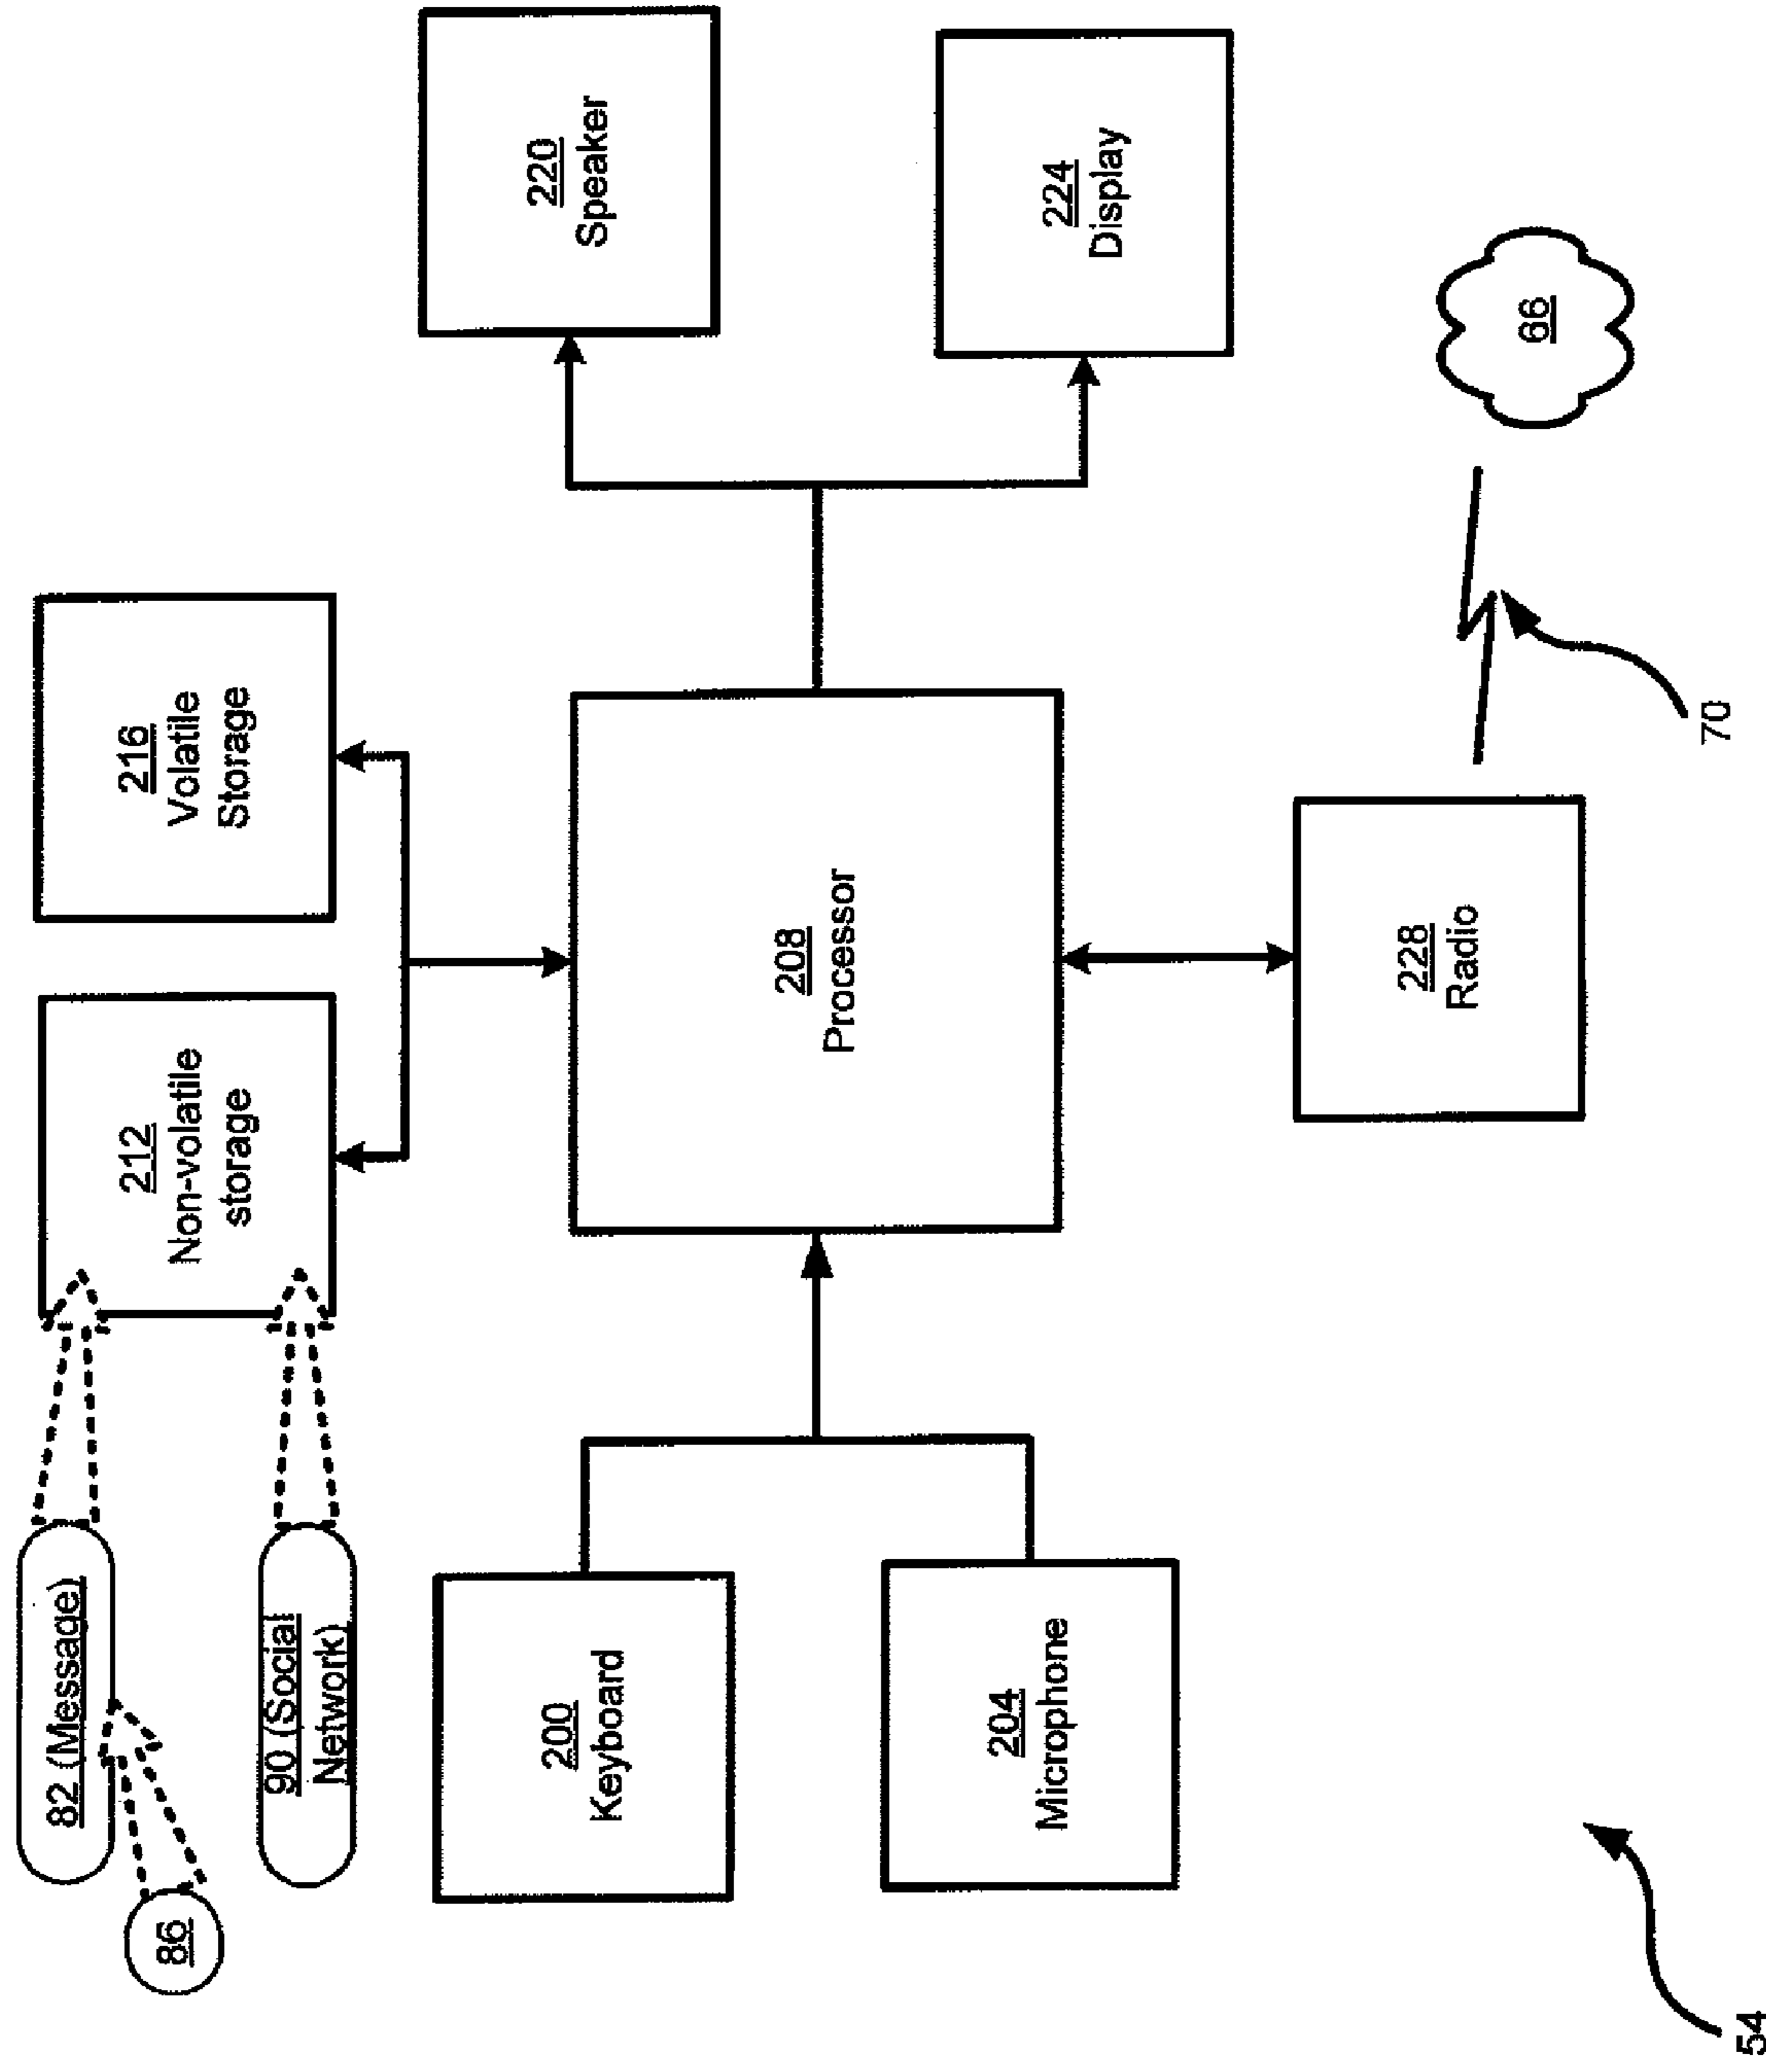 82 (Message)
86
90 (Social
Network)
212
Non-volatile
storage
216
Volatile
Storage
200
Keyboard
204
Microphone
208
Processor
220
Speaker
224
Display
228
Radio
66
70
54